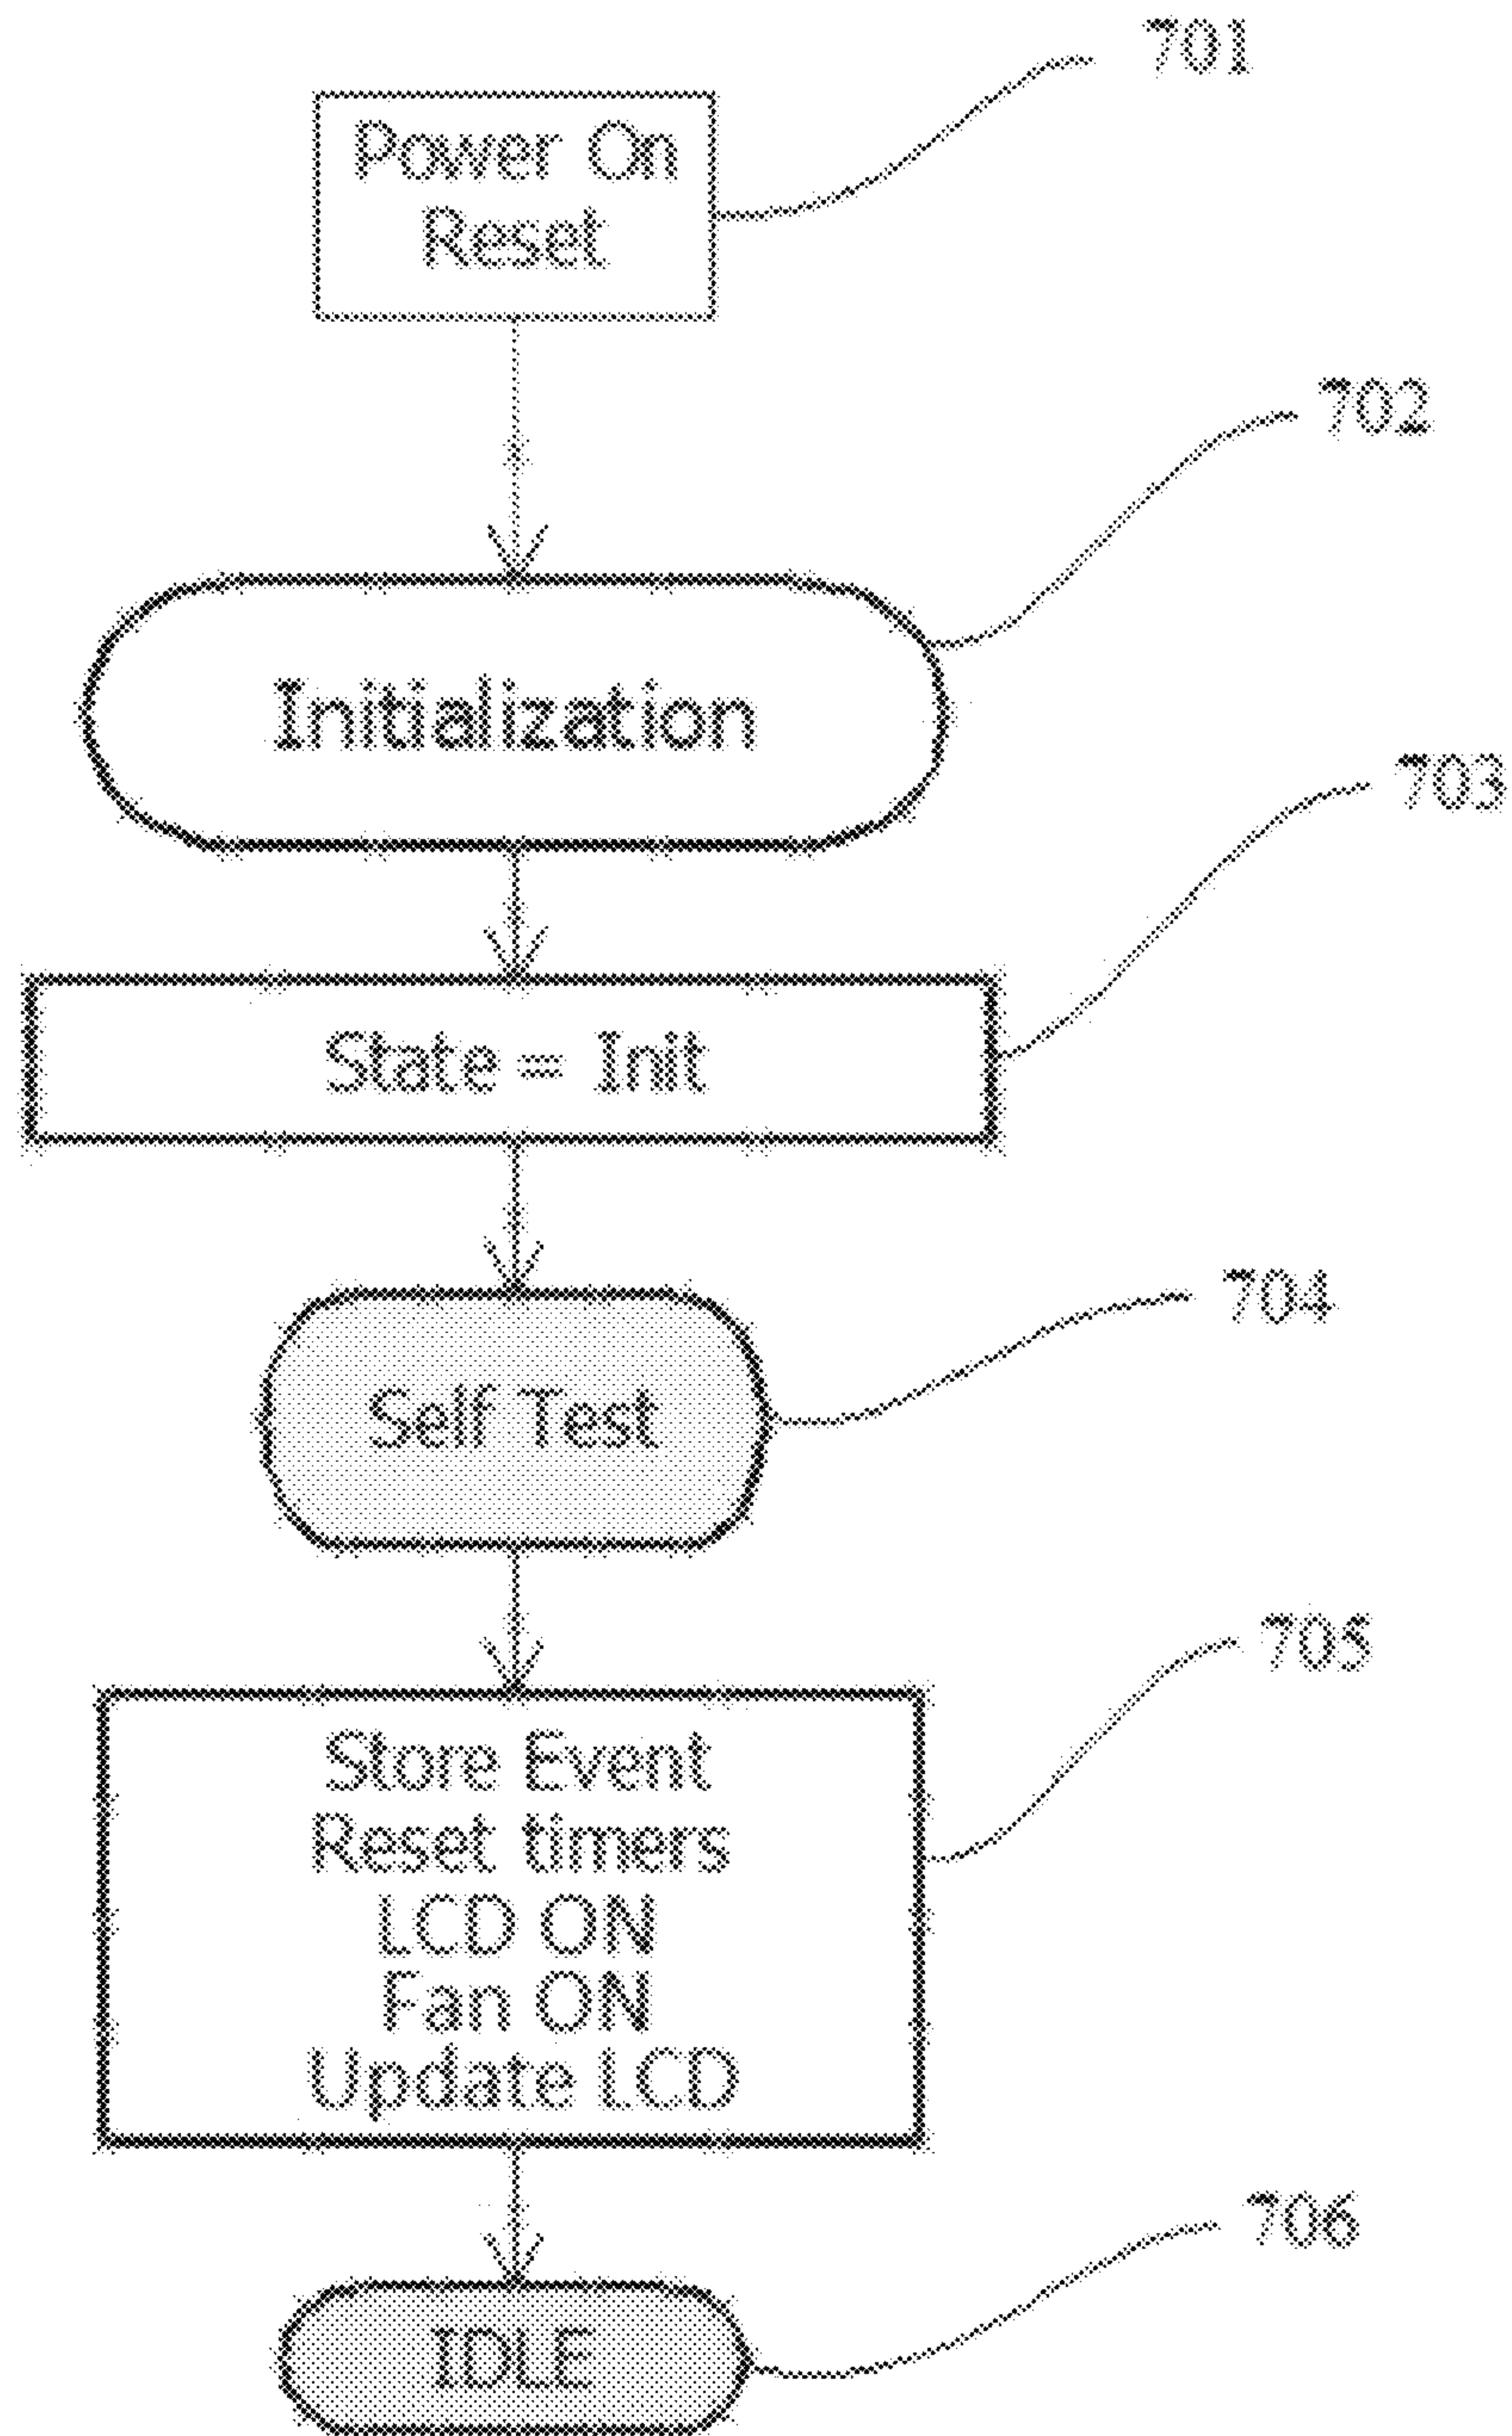 701
Power On
Reset
702
Initialization
703
State = Init
704
Self Test
705
Store Event
Reset timers
LCD ON
Fan ON
Update LCD
706
IDLE